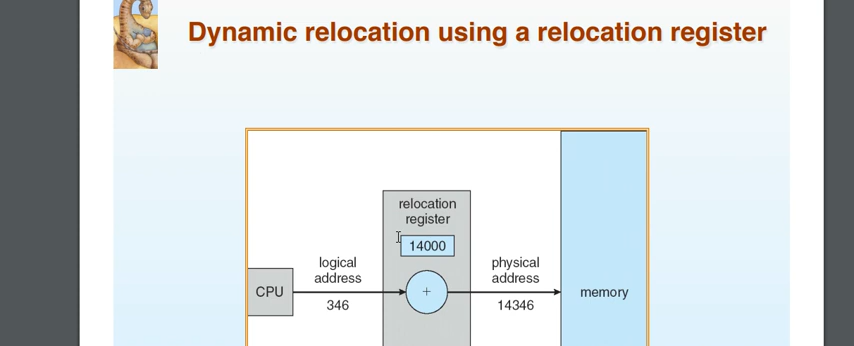 Dynamic relocation using a relocation register
relocation
register
14000
logical
address
physical
address
CPU
+
memory
346
14346